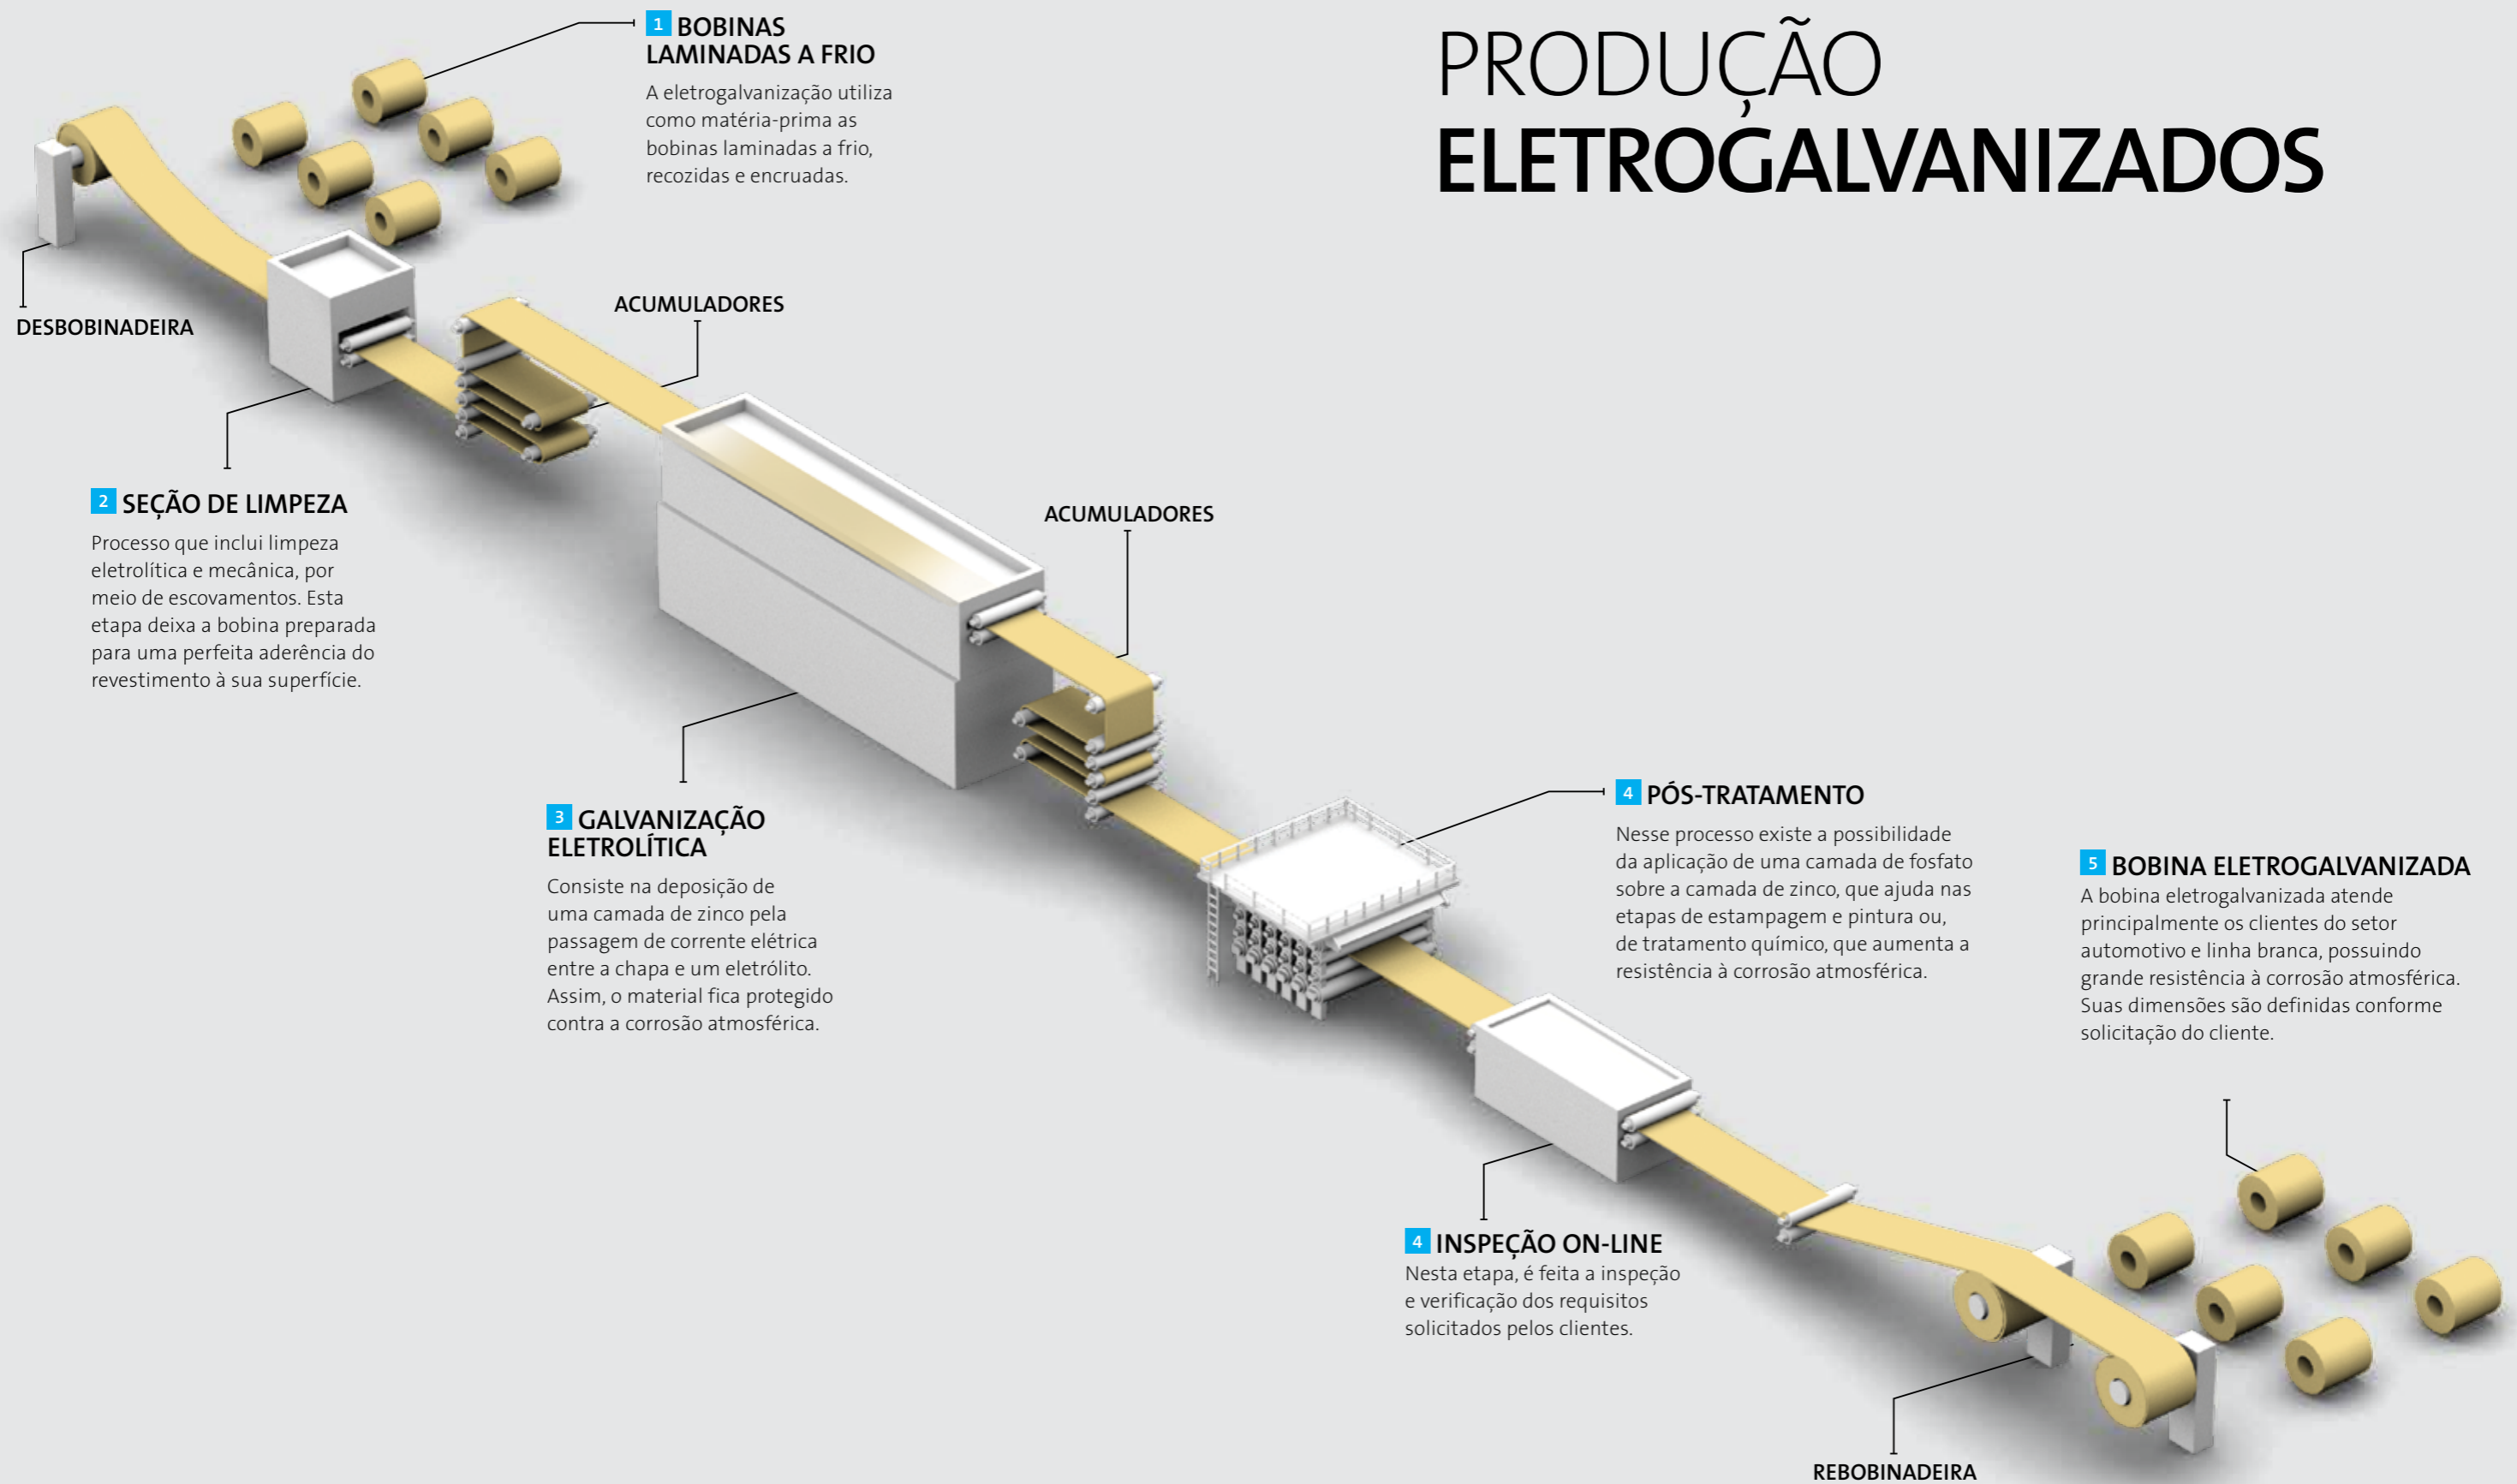 PRODUÇÃO
ELETROGALVANIZADOS
1 BOBINAS
LAMINADAS A FRIO
A eletrogalvanização utiliza
como matéria-prima as
bobinas laminadas a frio,
recozidas e encruadas.
DESBOBINADEIRA
ACUMULADORES
2 SEÇÃO DE LIMPEZA
Processo que inclui limpeza
eletrolítica e mecânica, por
meio de escovamentos. Esta
etapa deixa a bobina preparada
para uma perfeita aderência do
revestimento à sua superfície.
ACUMULADORES
3 GALVANIZAÇÃO
ELETROLÍTICA
Consiste na deposição de
uma camada de zinco pela
passagem de corrente elétrica
entre a chapa e um eletrólito.
Assim, o material fica protegido
contra a corrosão atmosférica.
4 PÓS-TRATAMENTO
Nesse processo existe a possibilidade
da aplicação de uma camada de fosfato
sobre a camada de zinco, que ajuda nas
etapas de estampagem e pintura ou,
de tratamento químico, que aumenta a
resistência à corrosão atmosférica.
4 INSPEÇÃO ON-LINE
Nesta etapa, é feita a inspeção
e verificação dos requisitos
solicitados pelos clientes.
5 BOBINA ELETROGALVANIZADA
A bobina eletrogalvanizada atende
principalmente os clientes do setor
automotivo e linha branca, possuindo
grande resistência à corrosão atmosférica.
Suas dimensões são definidas conforme
solicitação do cliente.
REBOBINADEIRA